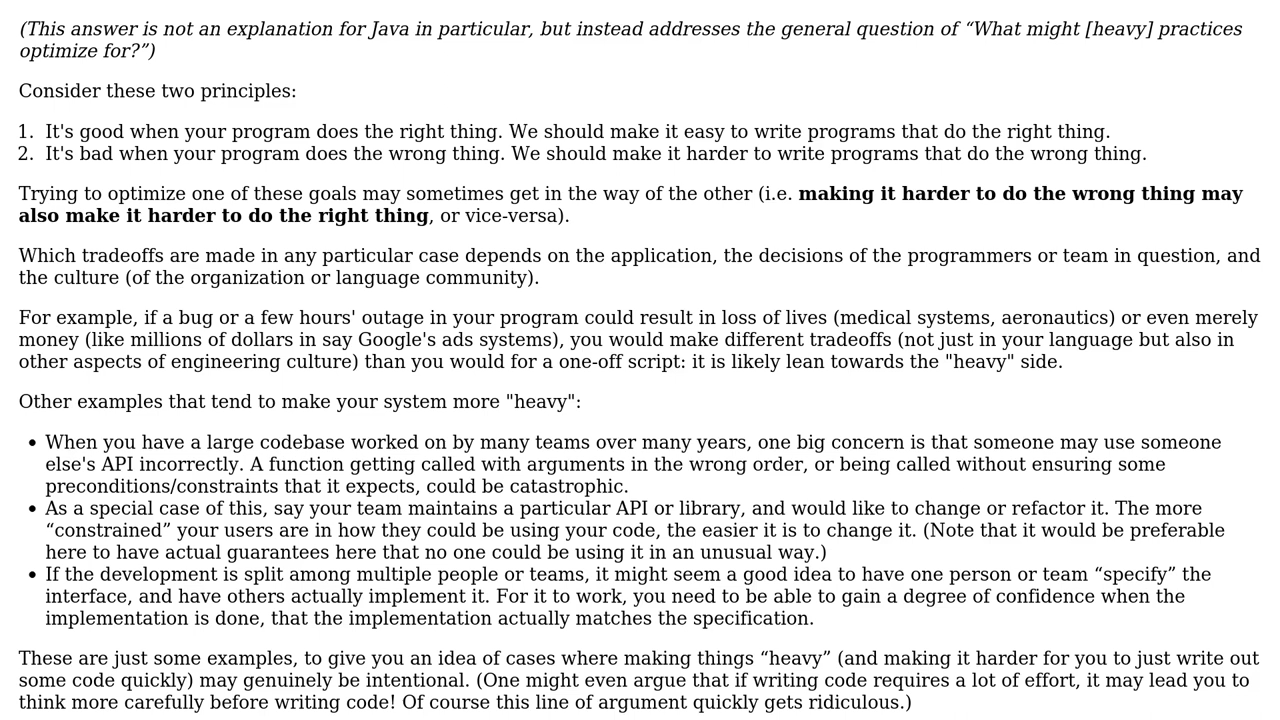 (This answer is not an explanation for Java in particular, but instead addresses the general question of “What might [heavy] practices
optimize for?”)
Consider these two principles:
1. It's good when your program does the right thing. We should make it easy to write programs that do the right thing.
2. It's bad when your program does the wrong thing. We should make it harder to write programs that do the wrong thing.
Trying to optimize one of these goals may sometimes get in the way of the other (i.e. making it harder to do the wrong thing may
also make it harder to do the right thing, or vice-versa).
Which tradeoffs are made in any particular case depends on the application, the decisions of the programmers or team in question, and
the culture (of the organization or language community).
For example, if a bug or a few hours' outage in your program could result in loss of lives (medical systems, aeronautics) or even merely
money (like millions of dollars in say Google's ads systems), you would make different tradeoffs (not just in your language but also in
other aspects of engineering culture) than you would for a one-off script: it is likely lean towards the "heavy" side.
Other examples that tend to make your system more "heavy":
• When you have a large codebase worked on by many teams over many years, one big concern is that someone may use someone
else's API incorrectly. A function getting called with arguments in the wrong order, or being called without ensuring some
preconditions/constraints that it expects, could be catastrophic.
• As a special case of this, say your team maintains a particular API or library, and would like to change or refactor it. The more
“constrained” your users are in how they could be using your code, the easier it is to change it. (Note that it would be preferable
here to have actual guarantees here that no one could be using it in an unusual way.)
• If the development is split among multiple people or teams, it might seem a good idea to have one person or team “specify” the
interface, and have others actually implement it. For it to work, you need to be able to gain a degree of confidence when the
implementation is done, that the implementation actually matches the specification.
These are just some examples, to give you an idea of cases where making things “heavy” (and making it harder for you to just write out
some code quickly) may genuinely be intentional. (One might even argue that if writing code requires a lot of effort, it may lead you to
think more carefully before writing code! Of course this line of argument quickly gets ridiculous.)